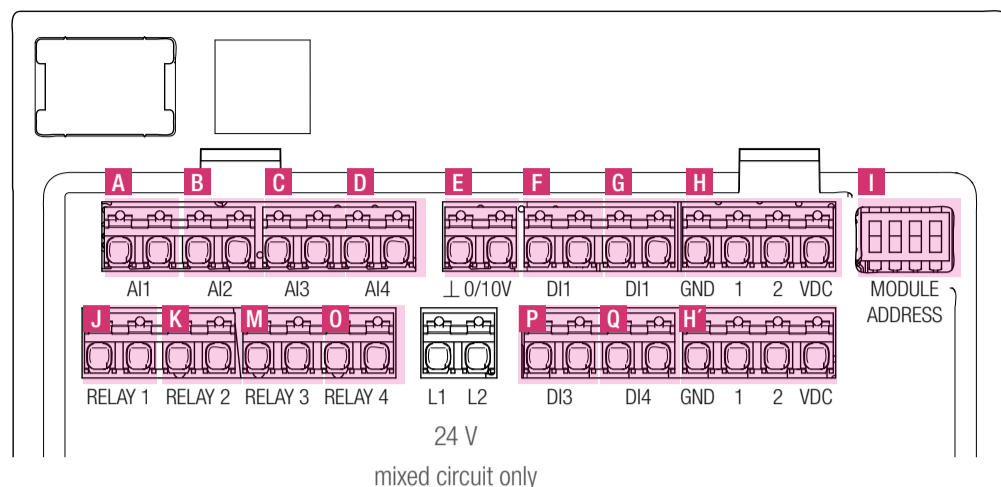 A B C D E F G H I
AI1 AI2 AI3 AI4 ⊥ 0/10V DI1 DI1 GND 1 2 VDC MODULE
ADDRESS
J K M O P Q H´
RELAY 1 RELAY 2 RELAY 3 RELAY 4 L1 L2 DI3 DI4 GND 1 2 VDC
24 V
mixed circuit only